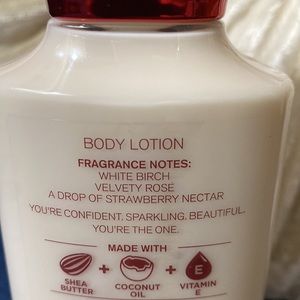 BODY LOTION
FRAGRANCE NOTES:
WHITE BIRCH
VELVETY ROSE
A DROP OF STRAWBERRY NECTAR
YOU'RE CONFIDENT. SPARKLING. BEAUTIFUL.
YOU'RE THE ONE.
MADE WITH
+ + E
SHEA BUTTER COCONUT OIL VITAMIN E